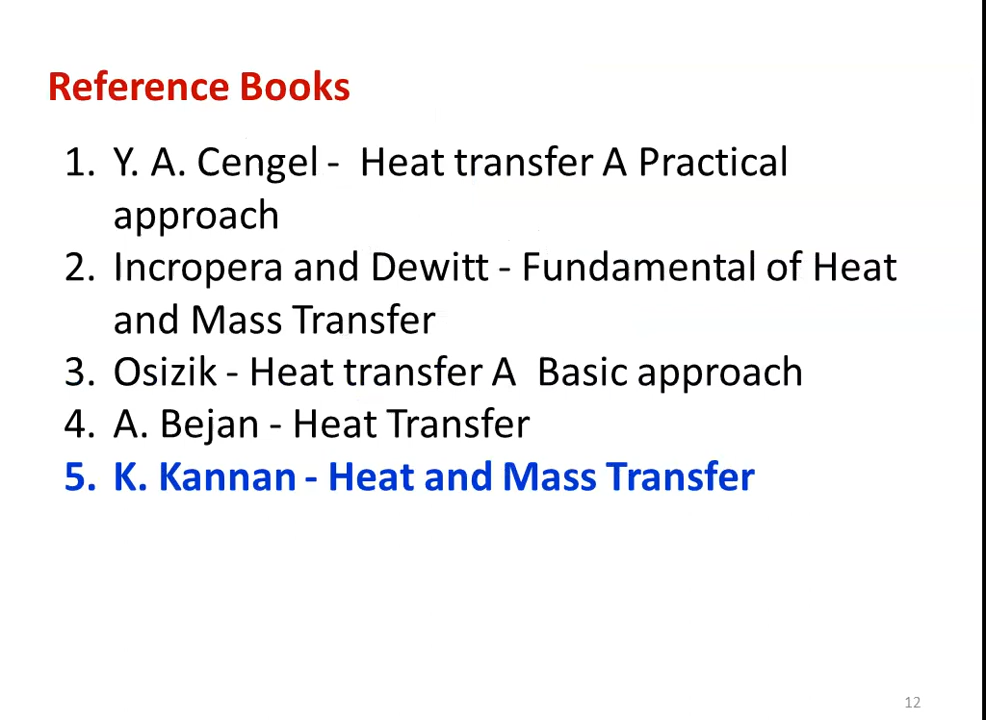 Reference Books
1. Y. A. Cengel - Heat transfer A Practical
approach
2. Incropera and Dewitt - Fundamental of Heat
and Mass Transfer
3. Osizik - Heat transfer A Basic approach
4. A. Bejan - Heat Transfer
5. K. Kannan - Heat and Mass Transfer
12